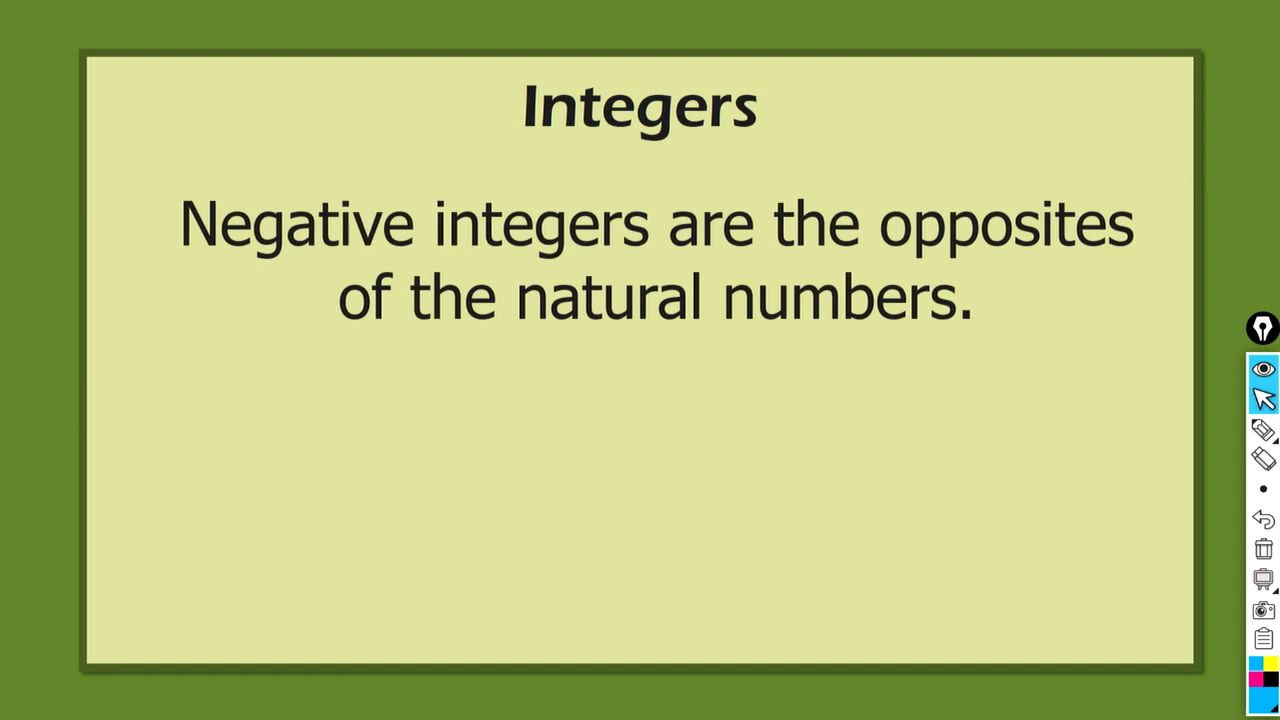 Integers
Negative integers are the opposites
of the natural numbers.